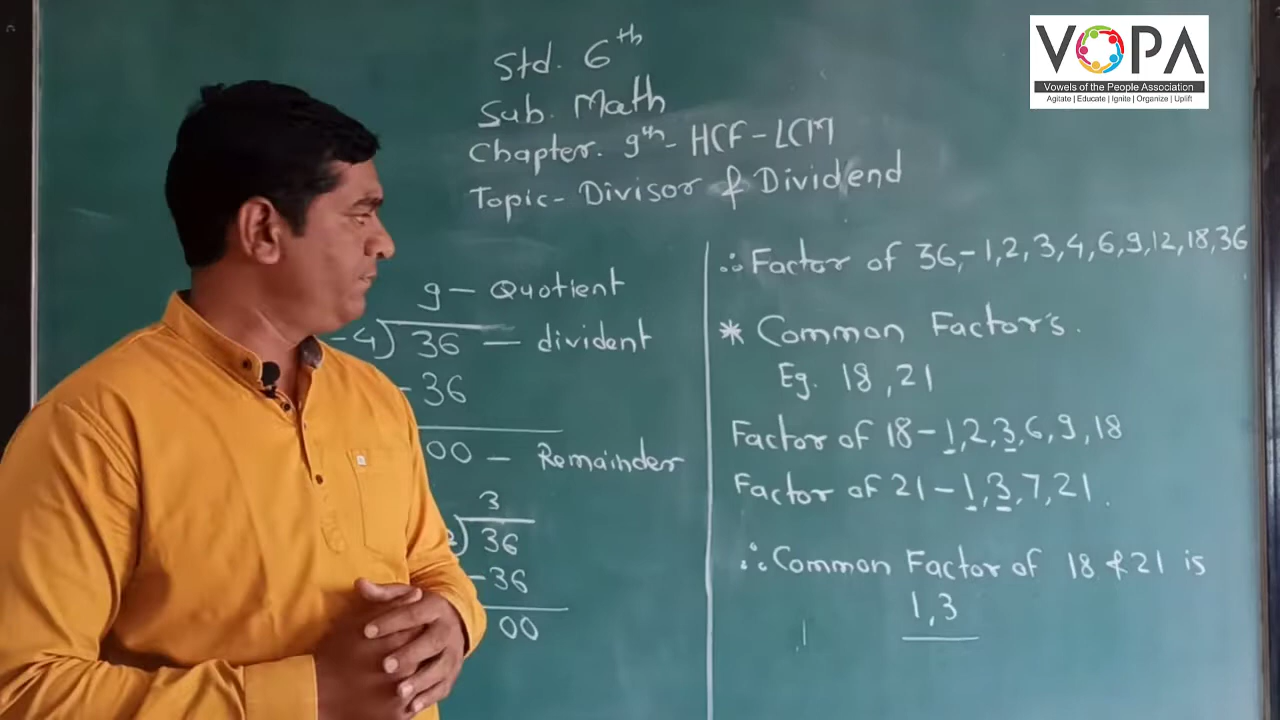 VOPA
Vowels of the People Association
Agitate | Educate | Ignite | Organize | Uplift
Std. 6th
Sub. Math
Chapter. 9th - HCF - LCM
Topic - Divisor & Dividend
9 - Quotient
-4) 36 - divident
- 36
00 - Remainder
3
2) 36
- 36
00
∴ Factor of 36 - 1, 2, 3, 4, 6, 9, 12, 18, 36
* Common Factor's.
Eg. 18, 21
Factor of 18 - 1, 2, 3, 6, 9, 18
Factor of 21 - 1, 3, 7, 21.
∴ Common Factor of 18 & 21 is
1, 3